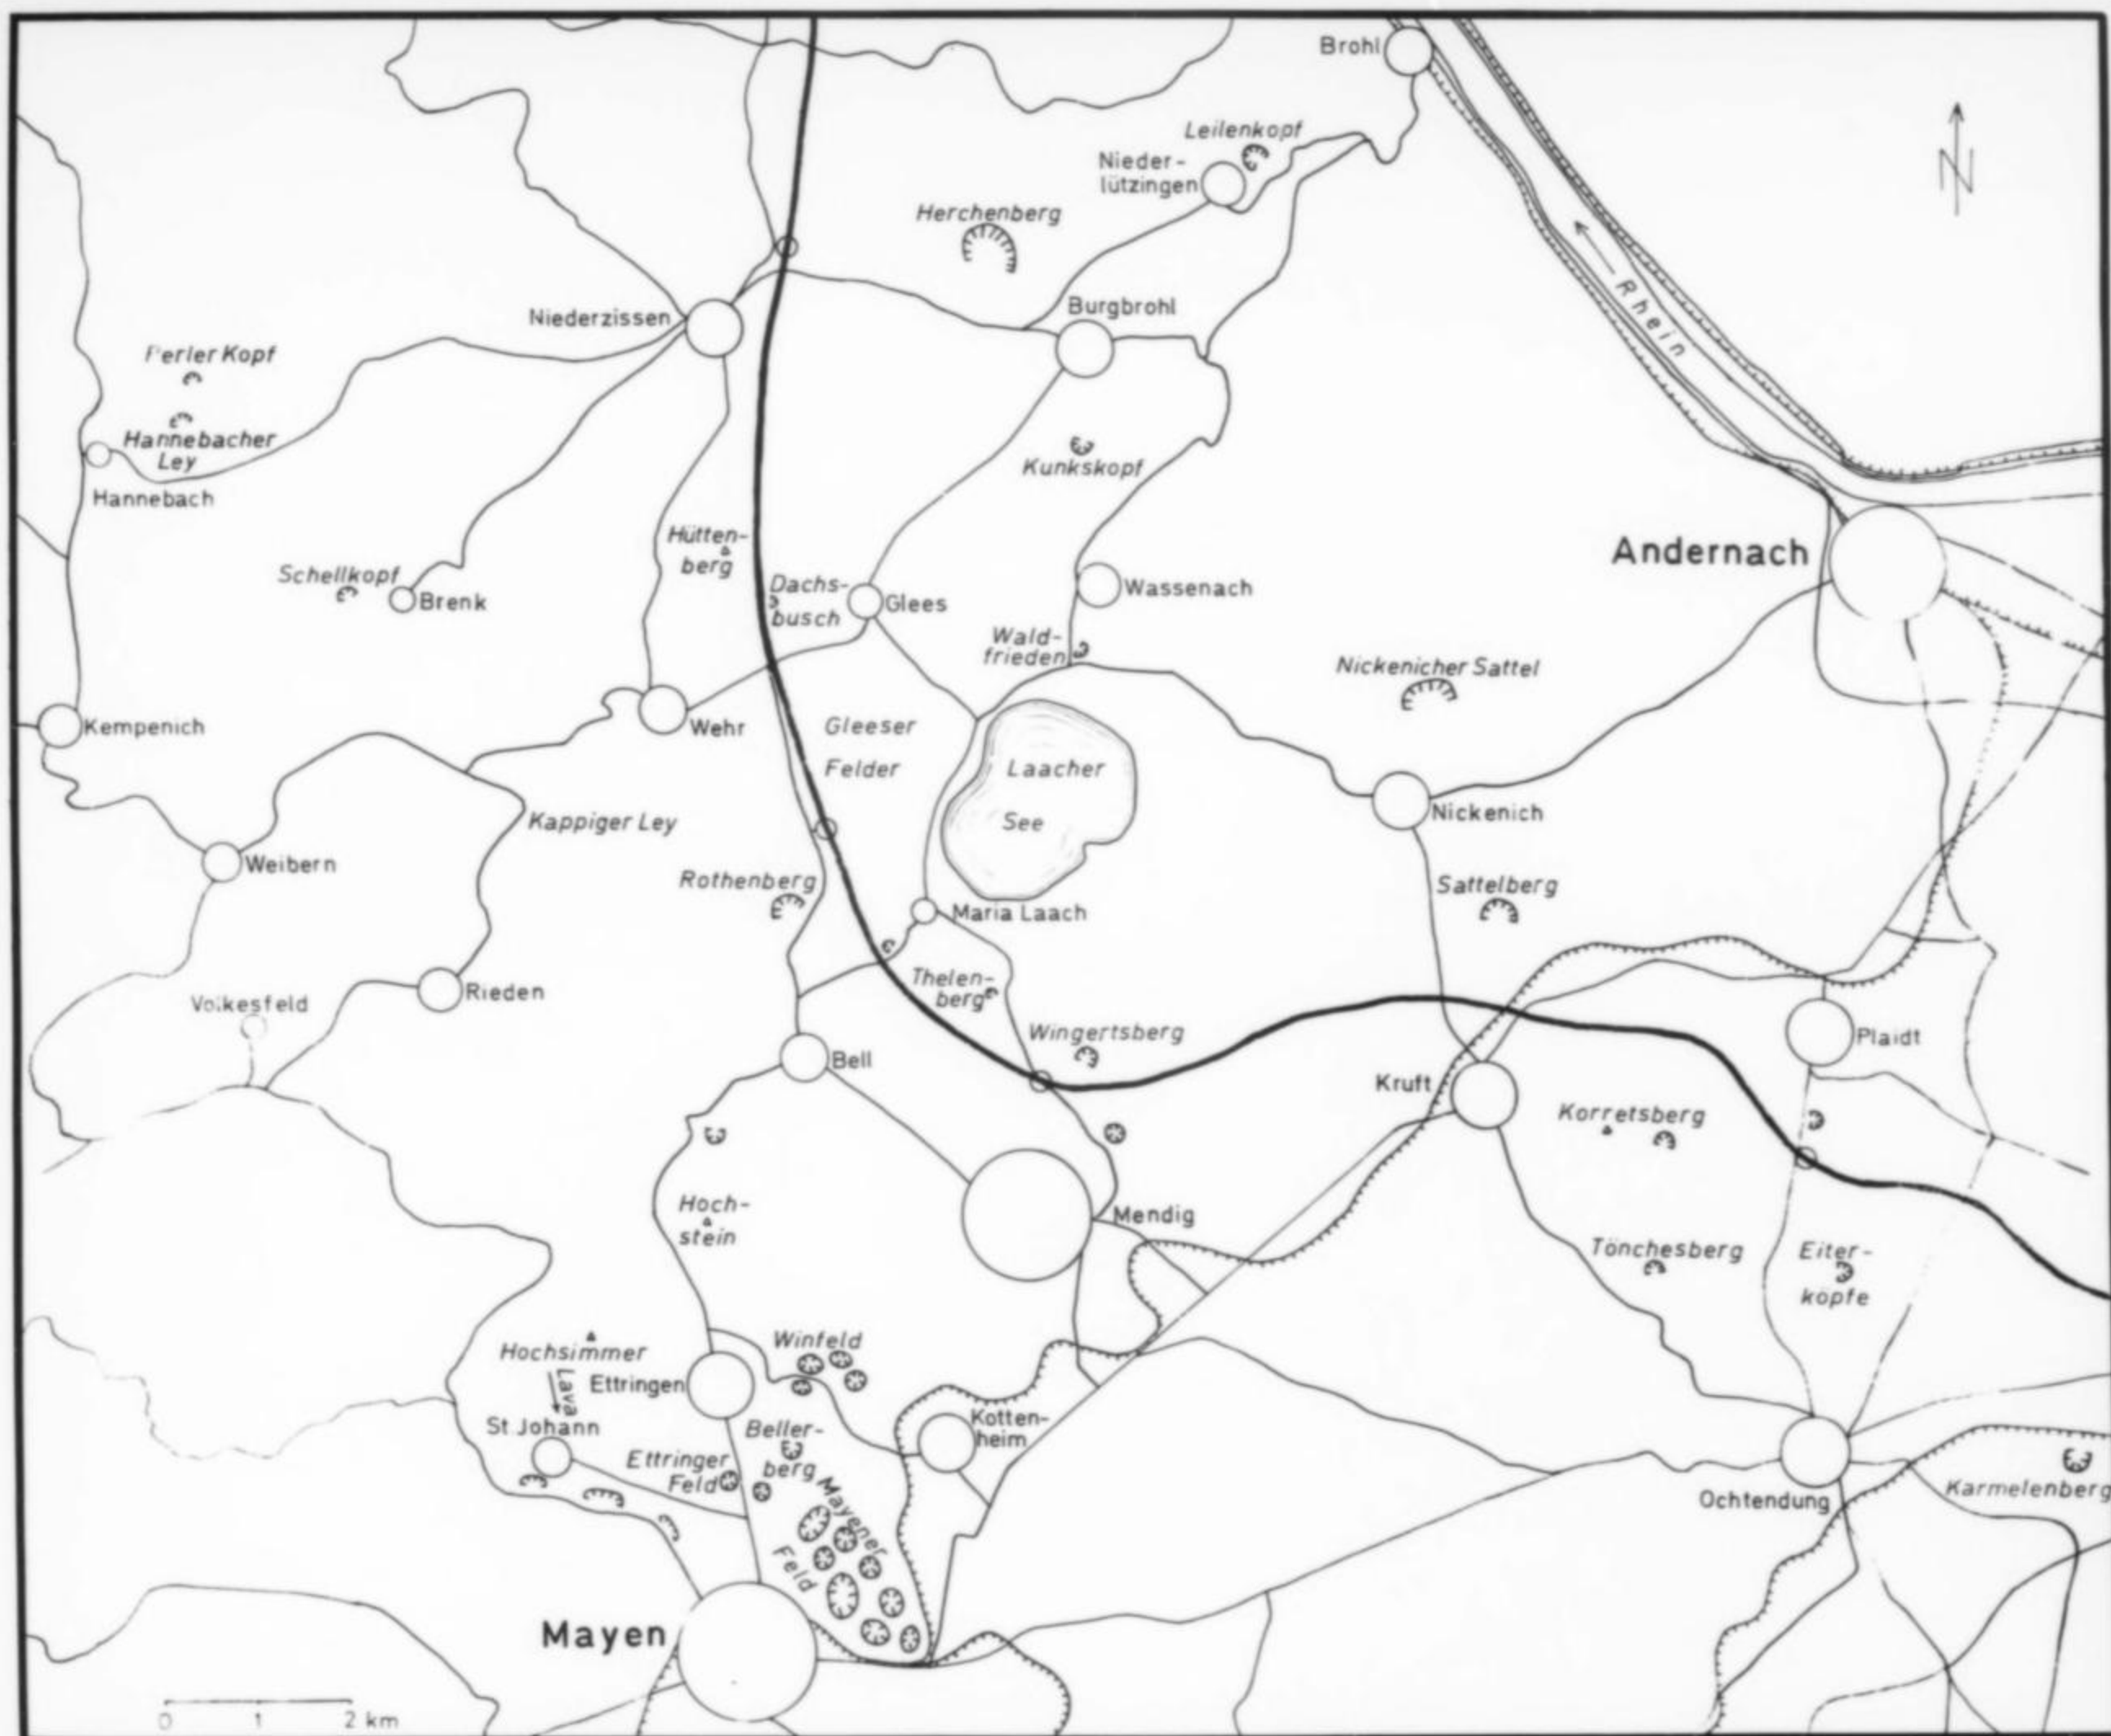 Brohl
Leilenkopf
Nieder-
lützingen
Herchenberg
Rhein
Burgbrohl
Niederzissen
Perler Kopf
Hannebacher
Ley
Hannebach
Kunkskopf
Hütten-
berg
Andernach
Schellkopf
Brenk
Dachs-
busch
Glees
Wassenach
Wald-
frieden
Nickenicher Sattel
Kempenich
Wehr
Gleeser
Felder
Laacher
See
Nickenich
Kappiger Ley
Weibern
Rothenberg
Sattelberg
Maria Laach
Thelen-
berg
Rieden
Volkesfeld
Wingertsberg
Plaidt
Bell
Kruft
Korretsberg
Hoch-
stein
Mendig
Tönchesberg
Eiter-
köpfe
Winfeld
Hochsimmer
Lava
Ettringen
St.Johann
Beller-
berg
Kotten-
heim
Ettringer
Feld
Mayener
Feld
Karmelenberg
Ochtendung
Mayen
0 1 2 km
N